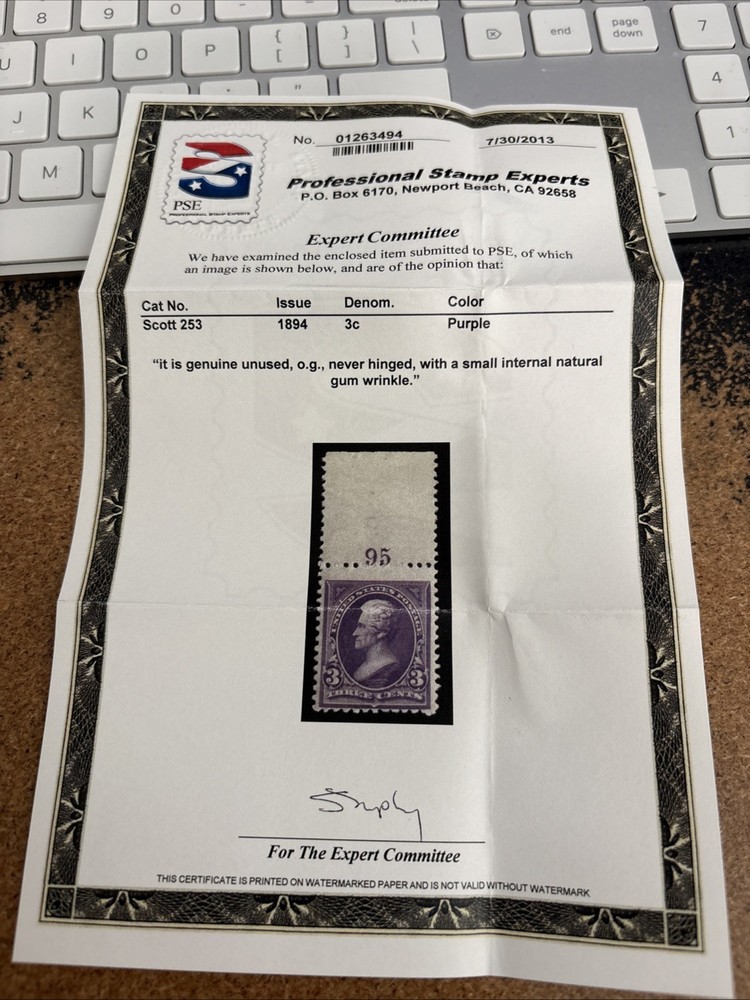 8 9 0 - =
U I O P { [ } ] | \ end page down 7
J K " 4
M 1
No. 01263494 7/30/2013
PSE
PROFESSIONAL STAMP EXPERTS
Professional Stamp Experts
P.O. Box 6170, Newport Beach, CA 92658
Expert Committee
We have examined the enclosed item submitted to PSE, of which
an image is shown below, and are of the opinion that:
Cat No. Issue Denom. Color
Scott 253 1894 3c Purple
“it is genuine unused, o.g., never hinged, with a small internal natural
gum wrinkle.”
95
UNITED STATES POSTAGE
3 3
THREE CENTS
For The Expert Committee
THIS CERTIFICATE IS PRINTED ON WATERMARKED PAPER AND IS NOT VALID WITHOUT WATERMARK